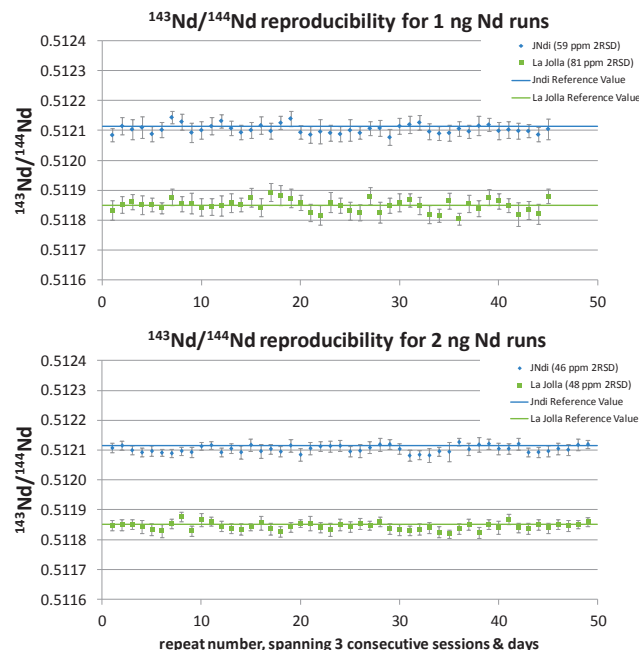 ¹⁴³Nd/¹⁴⁴Nd reproducibility for 1 ng Nd runs
JNdi (59 ppm 2RSD)
La Jolla (81 ppm 2RSD)
Jndi Reference Value
La Jolla Reference Value
¹⁴³Nd/¹⁴⁴Nd
0.5124
0.5123
0.5122
0.5121
0.5120
0.5119
0.5118
0.5117
0.5116
0 10 20 30 40 50
¹⁴³Nd/¹⁴⁴Nd reproducibility for 2 ng Nd runs
JNdi (46 ppm 2RSD)
La Jolla (48 ppm 2RSD)
Jndi Reference Value
La Jolla Reference Value
¹⁴³Nd/¹⁴⁴Nd
0.5124
0.5123
0.5122
0.5121
0.5120
0.5119
0.5118
0.5117
0.5116
0 10 20 30 40 50
repeat number, spanning 3 consecutive sessions & days